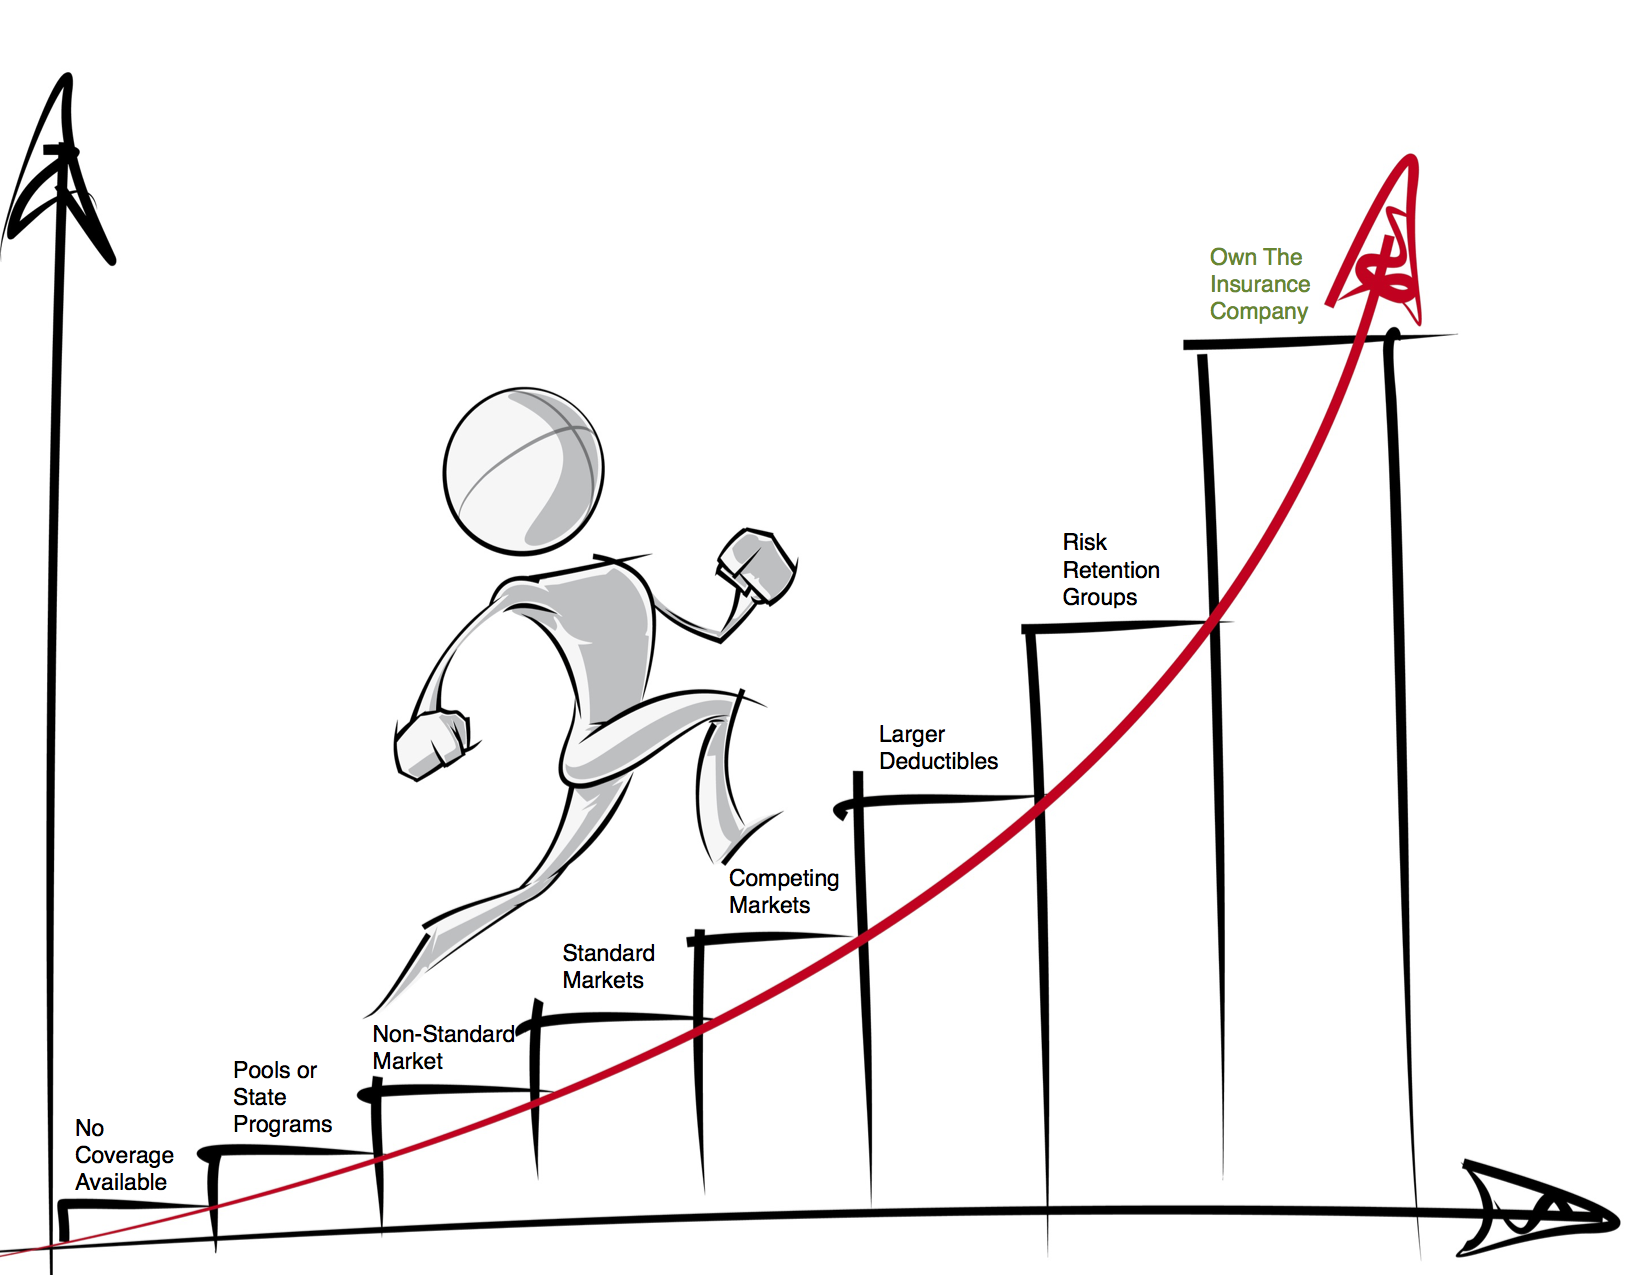 No
Coverage
Available
Pools or
State
Programs
Non-Standard
Market
Standard
Markets
Competing
Markets
Larger
Deductibles
Risk
Retention
Groups
Own The
Insurance
Company